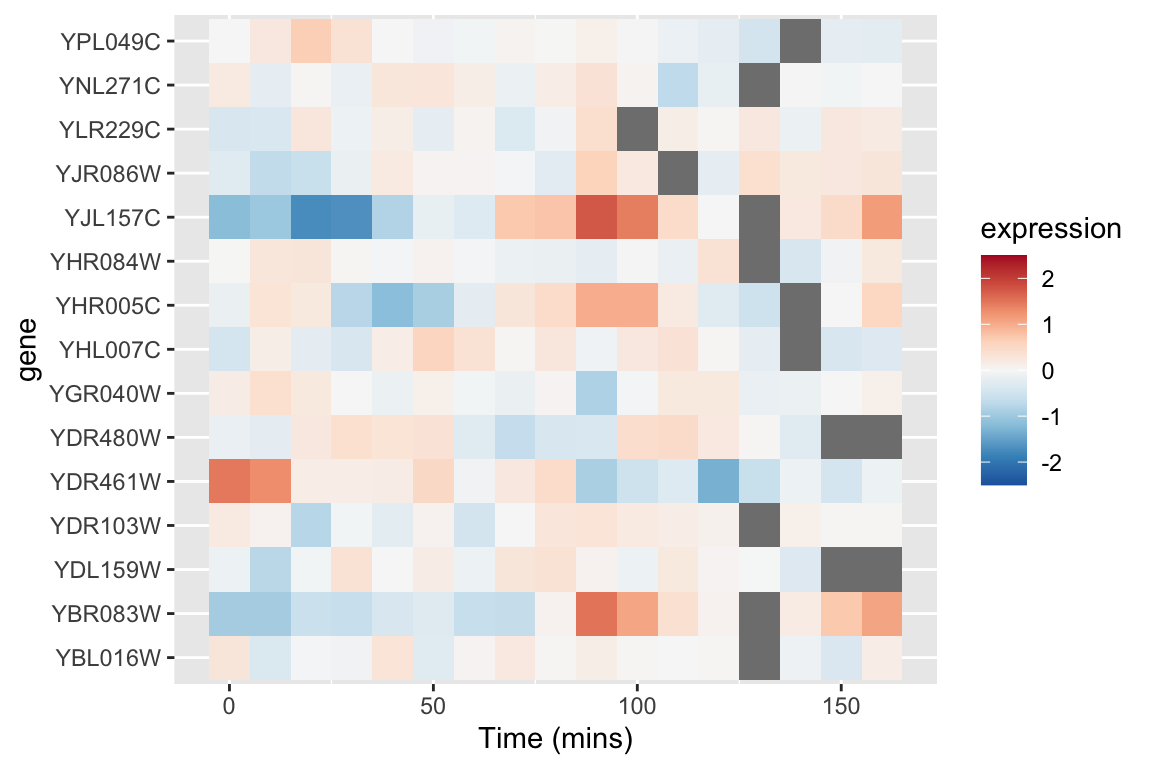 YPL049C
YNL271C
YLR229C
YJR086W
YJL157C
YHR084W
YHR005C
YHL007C
YGR040W
YDR480W
YDR461W
YDR103W
YDL159W
YBR083W
YBL016W
gene
0 50 100 150
Time (mins)
expression
2
1
0
-1
-2